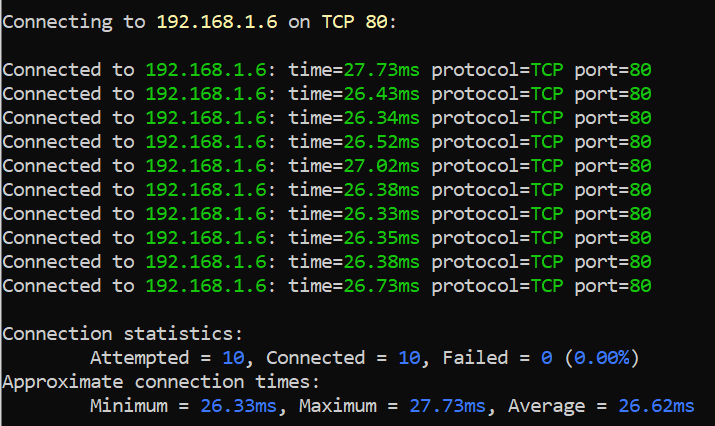 Connecting to 192.168.1.6 on TCP 80:
Connected to 192.168.1.6: time=27.73ms protocol=TCP port=80
Connected to 192.168.1.6: time=26.43ms protocol=TCP port=80
Connected to 192.168.1.6: time=26.34ms protocol=TCP port=80
Connected to 192.168.1.6: time=26.52ms protocol=TCP port=80
Connected to 192.168.1.6: time=27.02ms protocol=TCP port=80
Connected to 192.168.1.6: time=26.38ms protocol=TCP port=80
Connected to 192.168.1.6: time=26.33ms protocol=TCP port=80
Connected to 192.168.1.6: time=26.35ms protocol=TCP port=80
Connected to 192.168.1.6: time=26.38ms protocol=TCP port=80
Connected to 192.168.1.6: time=26.73ms protocol=TCP port=80
Connection statistics:
Attempted = 10, Connected = 10, Failed = 0 (0.00%)
Approximate connection times:
Minimum = 26.33ms, Maximum = 27.73ms, Average = 26.62ms